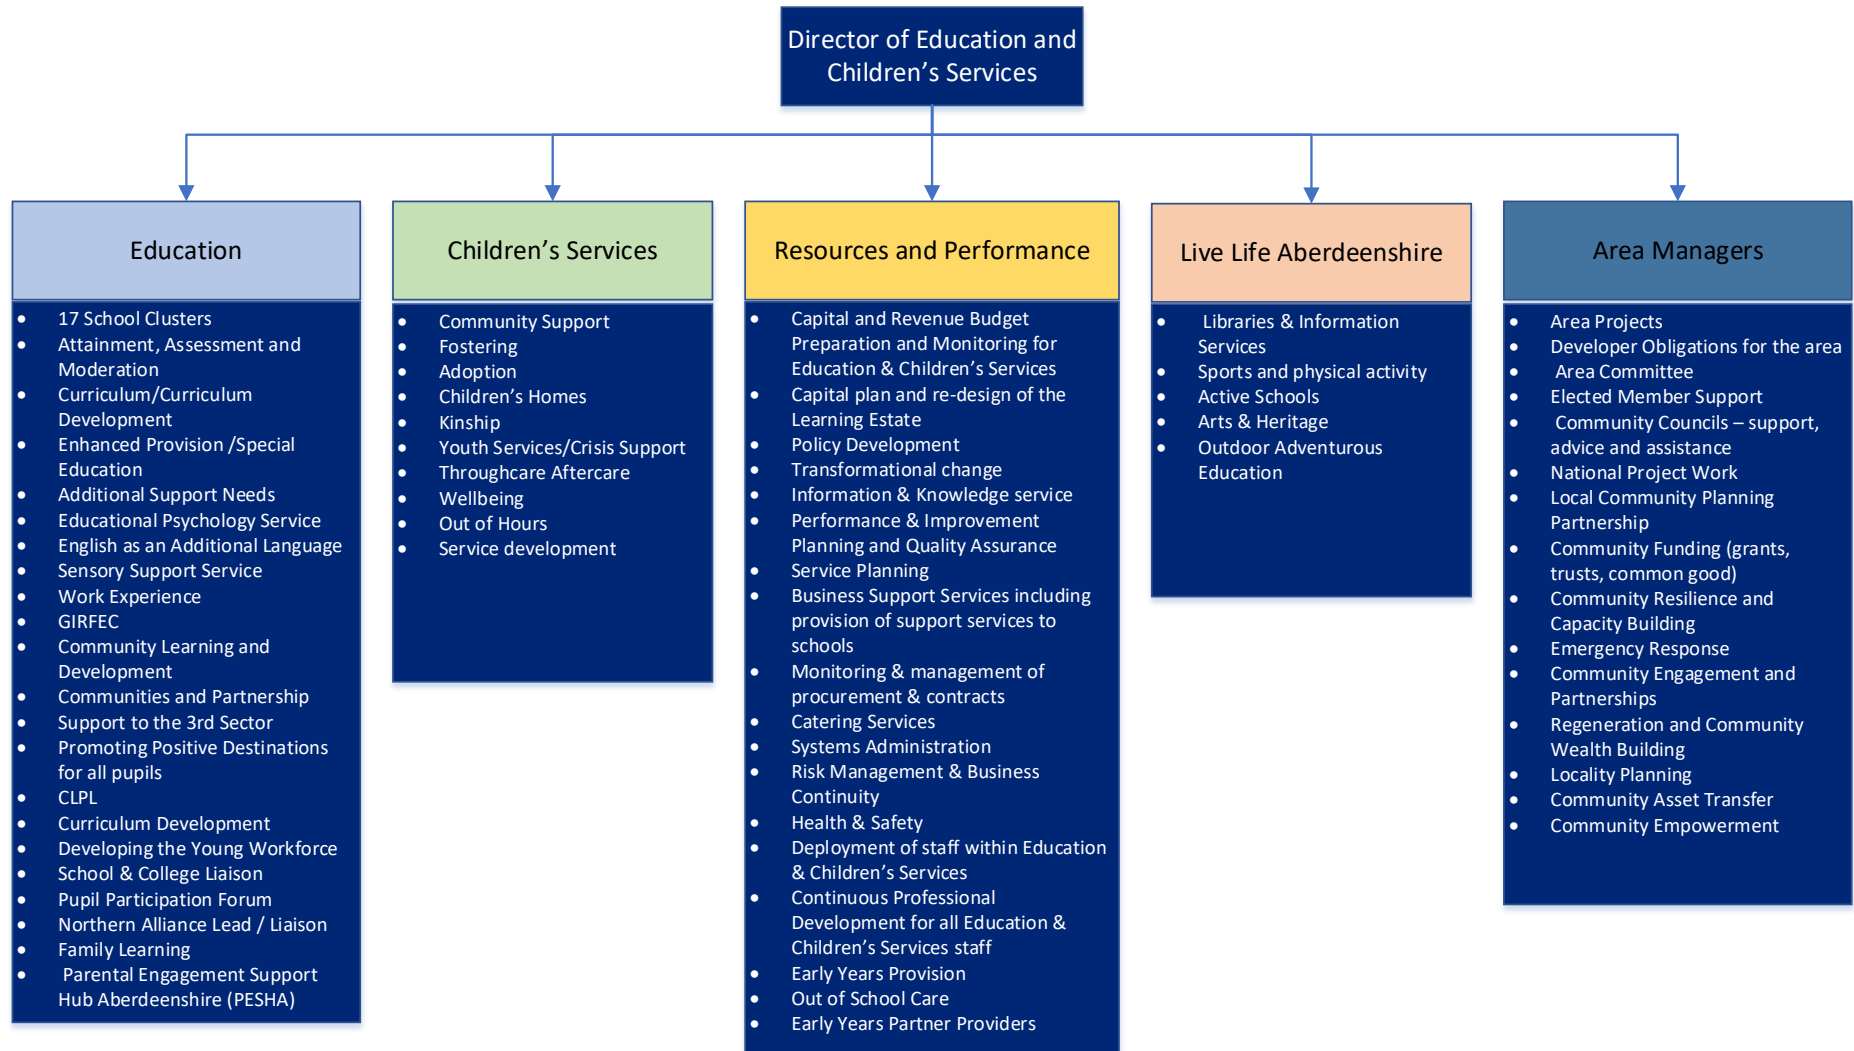 Director of Education and
Children’s Services
Education
• 17 School Clusters
• Attainment, Assessment and
Moderation
• Curriculum/Curriculum
Development
• Enhanced Provision /Special
Education
• Additional Support Needs
• Educational Psychology Service
• English as an Additional Language
• Sensory Support Service
• Work Experience
• GIRFEC
• Community Learning and
Development
• Communities and Partnership
• Support to the 3rd Sector
• Promoting Positive Destinations
for all pupils
• CLPL
• Curriculum Development
• Developing the Young Workforce
• School & College Liaison
• Pupil Participation Forum
• Northern Alliance Lead / Liaison
• Family Learning
• Parental Engagement Support
Hub Aberdeenshire (PESHA)
Children’s Services
• Community Support
• Fostering
• Adoption
• Children’s Homes
• Kinship
• Youth Services/Crisis Support
• Throughcare Aftercare
• Wellbeing
• Out of Hours
• Service development
Resources and Performance
• Capital and Revenue Budget
Preparation and Monitoring for
Education & Children’s Services
• Capital plan and re-design of the
Learning Estate
• Policy Development
• Transformational change
• Information & Knowledge service
• Performance & Improvement
Planning and Quality Assurance
• Service Planning
• Business Support Services including
provision of support services to
schools
• Monitoring & management of
procurement & contracts
• Catering Services
• Systems Administration
• Risk Management & Business
Continuity
• Health & Safety
• Deployment of staff within Education
& Children’s Services
• Continuous Professional
Development for all Education &
Children’s Services staff
• Early Years Provision
• Out of School Care
• Early Years Partner Providers
Live Life Aberdeenshire
• Libraries & Information
Services
• Sports and physical activity
• Active Schools
• Arts & Heritage
• Outdoor Adventurous
Education
Area Managers
• Area Projects
• Developer Obligations for the area
• Area Committee
• Elected Member Support
• Community Councils – support,
advice and assistance
• National Project Work
• Local Community Planning
Partnership
• Community Funding (grants,
trusts, common good)
• Community Resilience and
Capacity Building
• Emergency Response
• Community Engagement and
Partnerships
• Regeneration and Community
Wealth Building
• Locality Planning
• Community Asset Transfer
• Community Empowerment